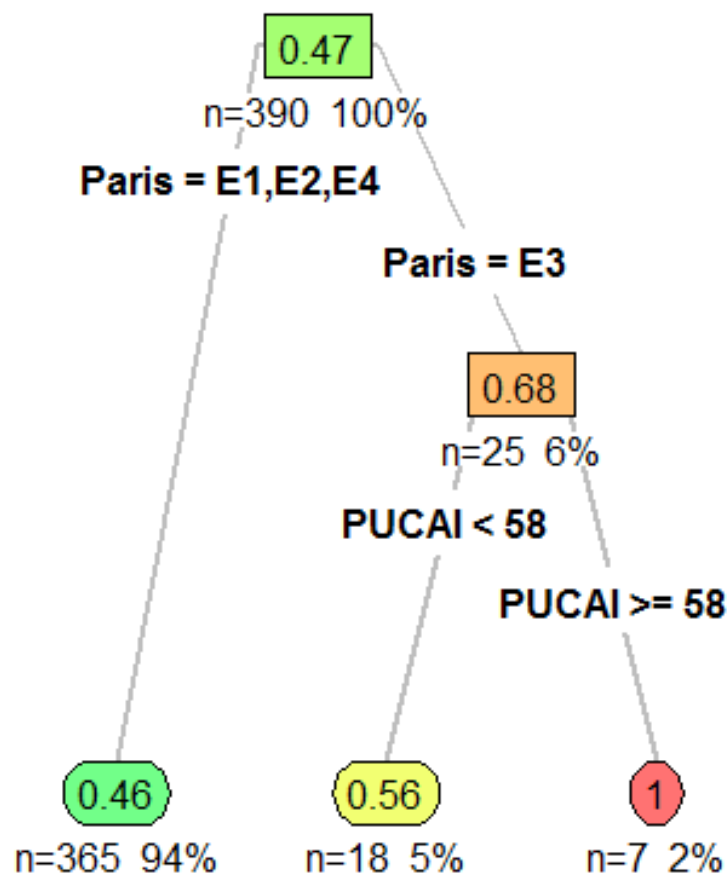 0.47
n=390 100%
Paris = E1,E2,E4
Paris = E3
0.68
n=25 6%
PUCAI < 58
PUCAI >= 58
0.46
0.56
1
n=365 94%
n=18 5%
n=7 2%